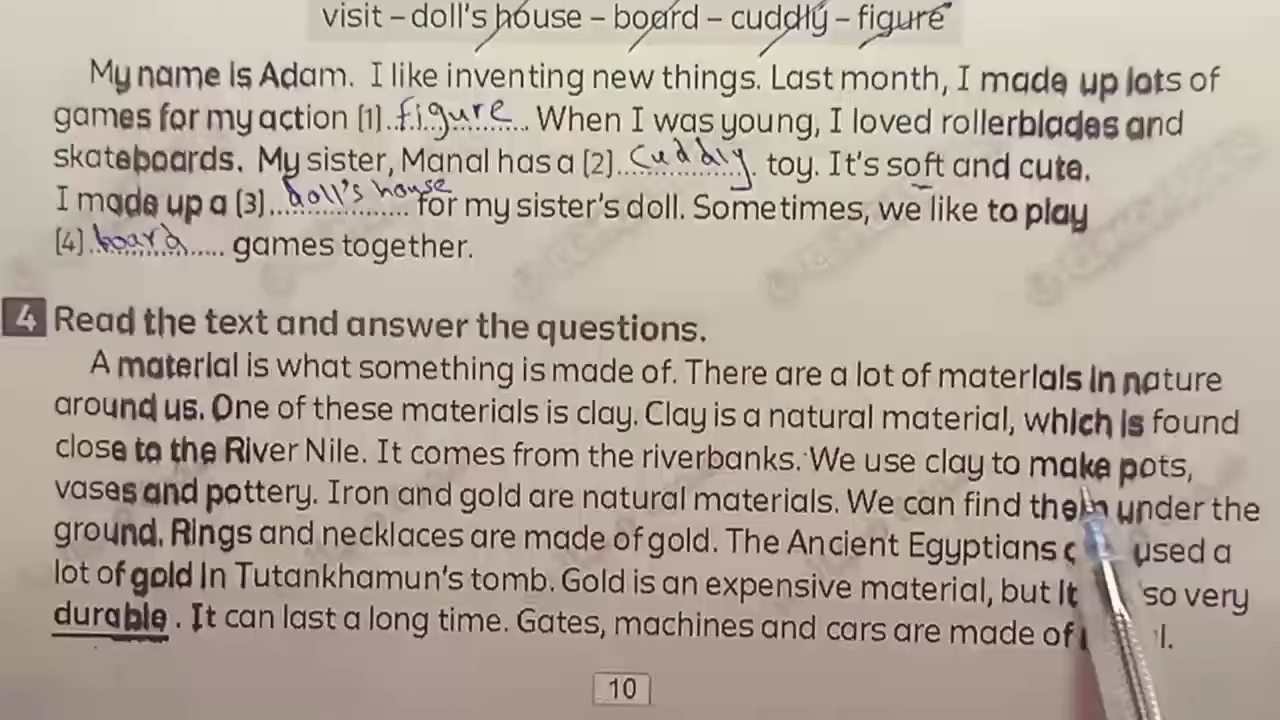 visit – doll's house – board – cuddly – figure
My name is Adam. I like inventing new things. Last month, I made up lots of
games for my action (1) figure. When I was young, I loved rollerblades and
skateboards. My sister, Manal has a (2) cuddly toy. It's soft and cute.
I made up a (3) doll's house for my sister's doll. Sometimes, we like to play
(4) board games together.
4 Read the text and answer the questions.
A material is what something is made of. There are a lot of materials in nature
around us. One of these materials is clay. Clay is a natural material, which is found
close to the River Nile. It comes from the riverbanks. We use clay to make pots,
vases and pottery. Iron and gold are natural materials. We can find them under the
ground. Rings and necklaces are made of gold. The Ancient Egyptians used a
lot of gold in Tutankhamun's tomb. Gold is an expensive material, but it so very
durable. It can last a long time. Gates, machines and cars are made of
10